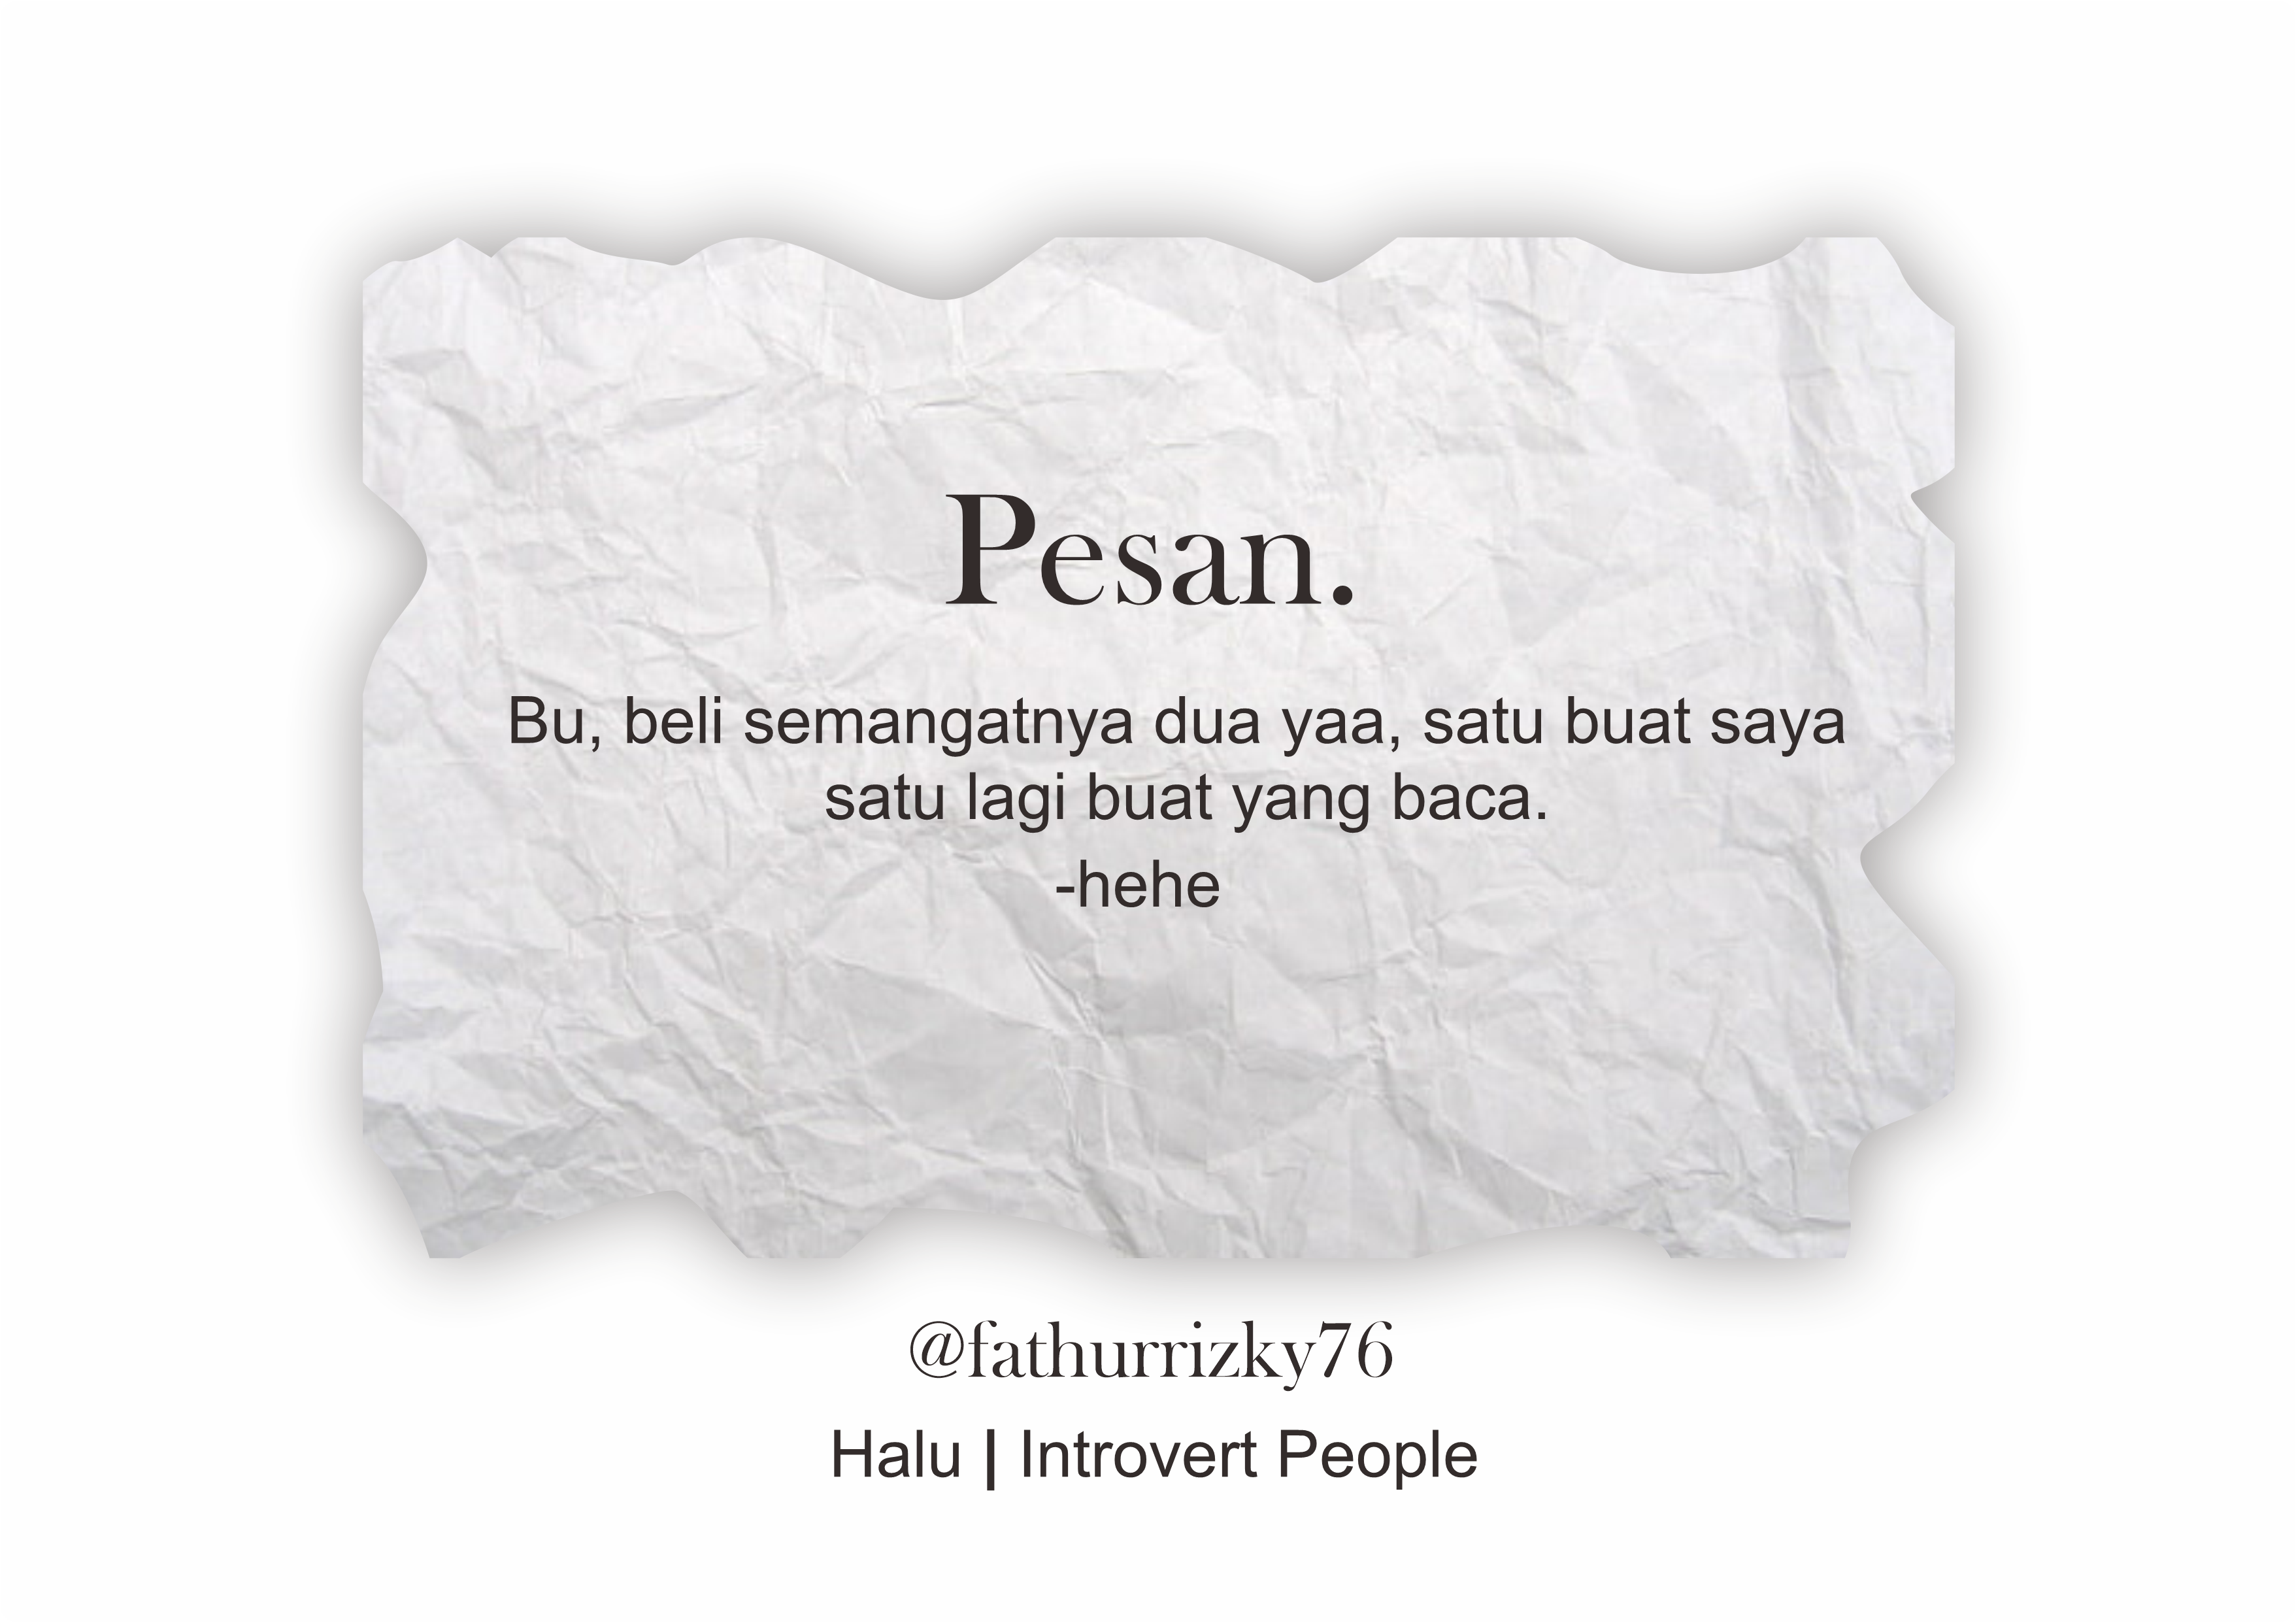 Pesan.
Bu, beli semangatnya dua yaa, satu buat saya
satu lagi buat yang baca.
-hehe
@fathurrizky76
Halu | Introvert People